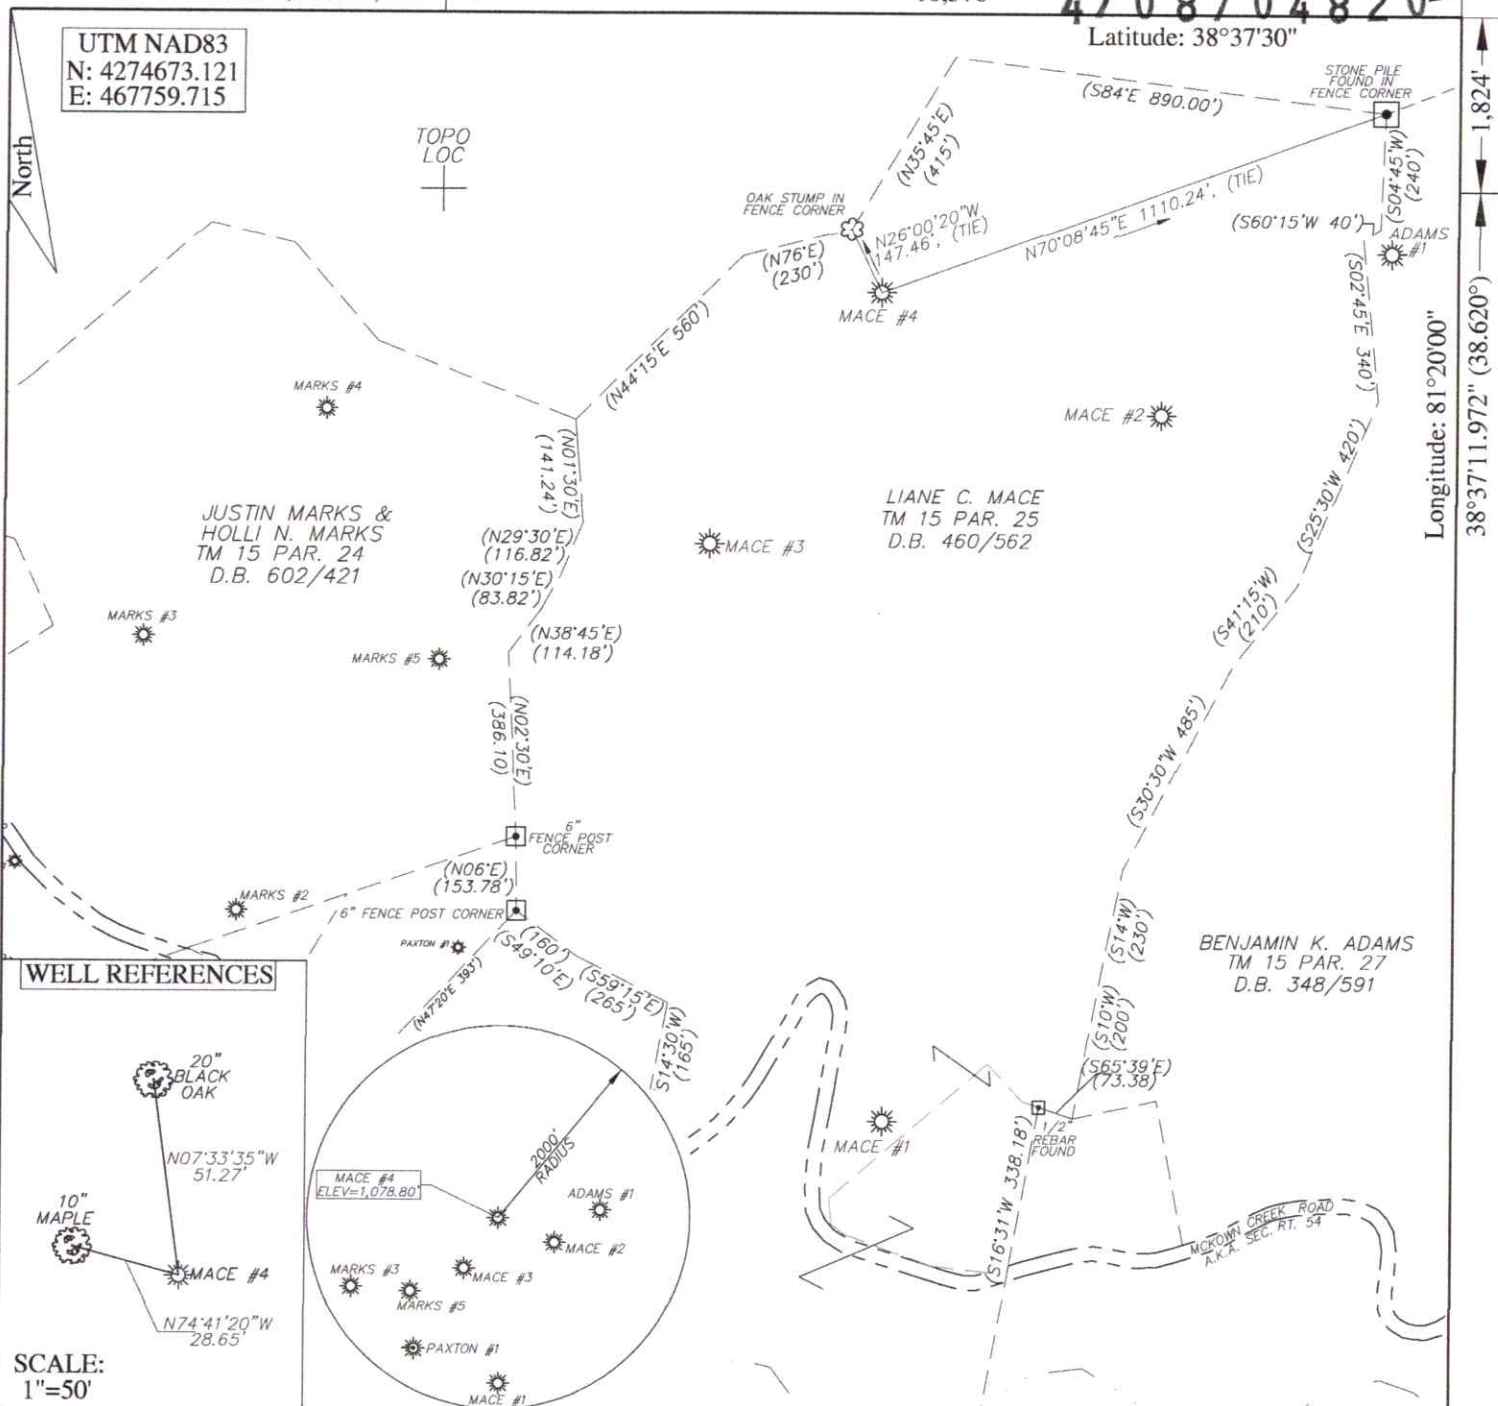 4708704820
Latitude: 38°37'30"
UTM NAD83
N: 4274673.121
E: 467759.715
North
TOPO
LOC
STONE PILE
FOUND IN
FENCE CORNER
1,824'
(S84°E 890.00')
(N35°45'E)
(415')
(S04°45'W)
(240')
OAK STUMP IN
FENCE CORNER
N26°00'20"W
147.46', (TIE)
N70°08'45"E 1110.24', (TIE)
(S60°15'W 40')
ADAMS
#1
(N76°E)
(230')
MACE #4
(S02°45'E 340')
(N44°15'E 560')
Longitude: 81°20'00"
38°37'11.972" (38.620°)
MARKS #4
MACE #2
(N01°30'E)
(141.24')
(S25°30'W 420')
JUSTIN MARKS &
HOLLI N. MARKS
TM 15 PAR. 24
D.B. 602/421
LIANE C. MACE
TM 15 PAR. 25
D.B. 460/562
(N29°30'E)
(116.82')
MACE #3
(N30°15'E)
(83.82')
(S41°15'W)
(210')
MARKS #3
(N38°45'E)
(114.18')
MARKS #5
(N02°30'E)
(386.10)
(S30°30"W 485')
6"
FENCE POST
CORNER
(N06°E)
(153.78')
MARKS #2
6" FENCE POST CORNER
PAXTON #1
(160')
(S49°10'E)
(S59°15'E)
(265')
(N47°20'E 393')
(S14°W)
(230')
BENJAMIN K. ADAMS
TM 15 PAR. 27
D.B. 348/591
S14°30'W)
(165')
(S10°W)
(200')
(S65°39'E)
(73.38)
WELL REFERENCES
20"
BLACK
OAK
N07°33'35"W
51.27'
10"
MAPLE
MACE #4
N74°41'20"W
28.65'
SCALE:
1"=50'
2000'
RADIUS
MACE #4
ELEV=1,078.80'
ADAMS #1
MACE #2
MACE #3
MARKS #3
MARKS #5
PAXTON #1
MACE #1
MACE #1
1/2"
REBAR
FOUND
(S16°31'W 338.18')
MCKOWN CREEK ROAD
A.K.A. SEC. RT. 54